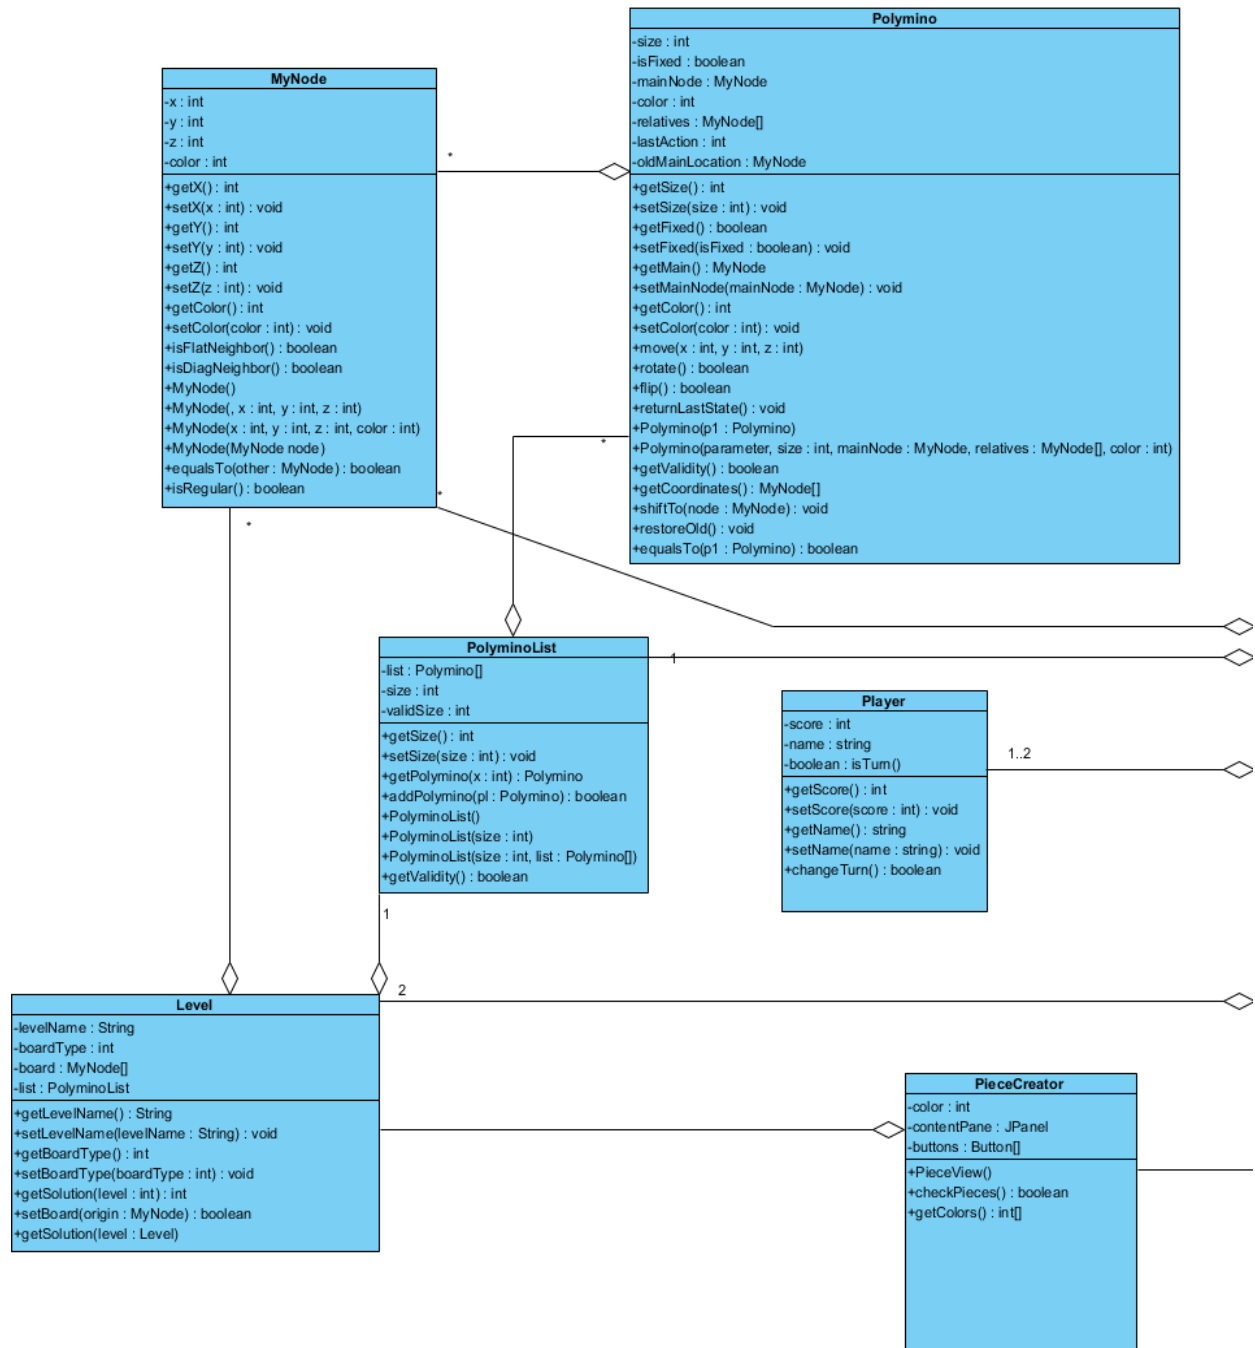 Polymino
-size : int
-isFixed : boolean
-mainNode : MyNode
-color : int
-relatives : MyNode[]
-lastAction : int
-oldMainLocation : MyNode
+getSize() : int
+setSize(size : int) : void
+getFixed() : boolean
+setFixed(isFixed : boolean) : void
+getMain() : MyNode
+setMainNode(mainNode : MyNode) : void
+getColor() : int
+setColor(color : int) : void
+move(x : int, y : int, z : int)
+rotate() : boolean
+flip() : boolean
+returnLastState() : void
+Polymino(p1 : Polymino)
+Polymino(parameter, size : int, mainNode : MyNode, relatives : MyNode[], color : int)
+getValidity() : boolean
+getCoordinates() : MyNode[]
+shiftTo(node : MyNode) : void
+restoreOld() : void
+equalsTo(p1 : Polymino) : boolean
MyNode
-x : int
-y : int
-z : int
-color : int
+getX() : int
+setX(x : int) : void
+getY() : int
+setY(y : int) : void
+getZ() : int
+setZ(z : int) : void
+getColor() : int
+setColor(color : int) : void
+isFlatNeighbor() : boolean
+isDiagNeighbor() : boolean
+MyNode()
+MyNode(, x : int, y : int, z : int)
+MyNode(x : int, y : int, z : int, color : int)
+MyNode(MyNode node)
+equalsTo(other : MyNode) : boolean
+isRegular() : boolean
*
*
*
*
PolyminoList
-list : Polymino[]
-size : int
-validSize : int
+getSize() : int
+setSize(size : int) : void
+getPolymino(x : int) : Polymino
+addPolymino(pl : Polymino) : boolean
+PolyminoList()
+PolyminoList(size : int)
+PolyminoList(size : int, list : Polymino[])
+getValidity() : boolean
1
1
Player
-score : int
-name : string
-boolean : isTurn()
+getScore() : int
+setScore(score : int) : void
+getName() : string
+setName(name : string) : void
+changeTurn() : boolean
1..2
2
Level
-levelName : String
-boardType : int
-board : MyNode[]
-list : PolyminoList
+getLevelName() : String
+setLevelName(levelName : String) : void
+getBoardType() : int
+setBoardType(boardType : int) : void
+getSolution(level : int) : int
+setBoard(origin : MyNode) : boolean
+getSolution(level : Level)
PieceCreator
-color : int
-contentPane : JPanel
-buttons : Button[]
+PieceView()
+checkPieces() : boolean
+getColors() : int[]